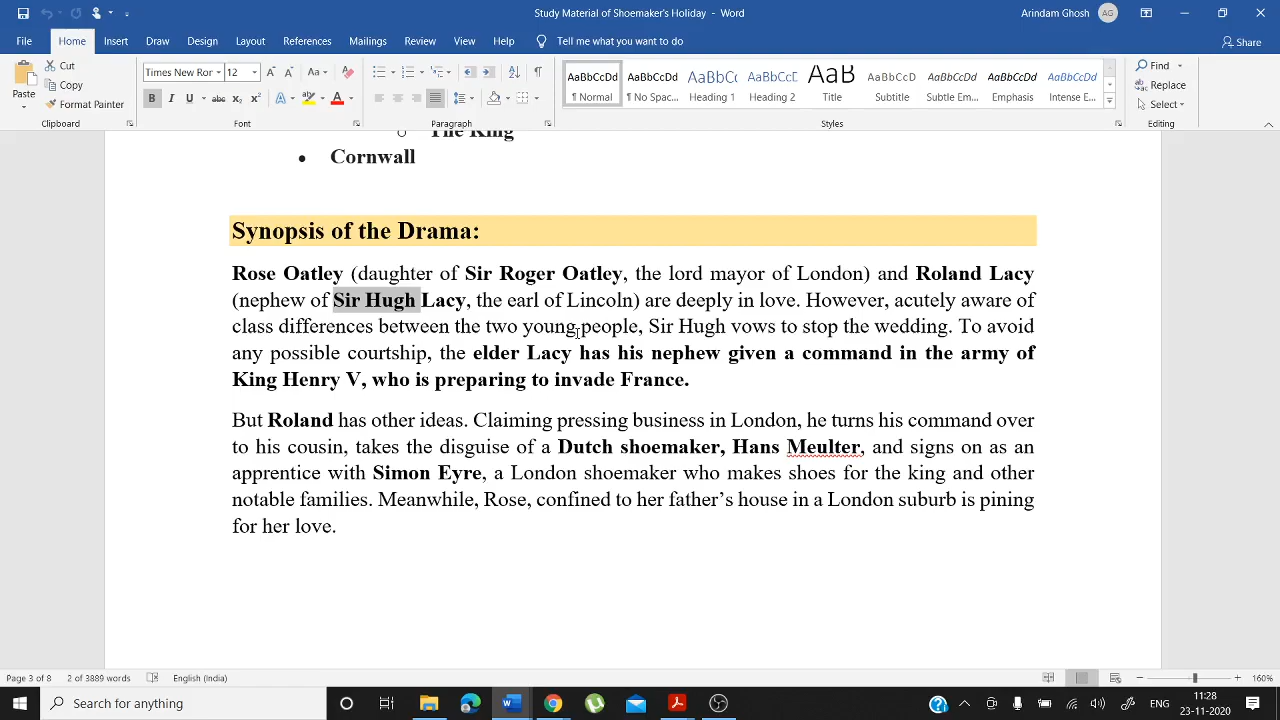 Study Material of Shoemaker's Holiday - Word
Arindam Ghosh AG
File Home Insert Draw Design Layout References Mailings Review View Help Tell me what you want to do Share
Paste
Cut
Copy
Format Painter
Clipboard
Times New Ror 12
Font
Paragraph
AaBbCcDd AaBbCcDd AaBbCc AaBbCcD AaB AaBbCcD AaBbCcDd AaBbCcDd AaBbCcDd
¶ Normal ¶ No Spac... Heading 1 Heading 2 Title Subtitle Subtle Em... Emphasis Intense E...
Styles
Find
Replace
Select
Editing
The King
Cornwall
Synopsis of the Drama:
Rose Oatley (daughter of Sir Roger Oatley, the lord mayor of London) and Roland Lacy
(nephew of Sir Hugh Lacy, the earl of Lincoln) are deeply in love. However, acutely aware of
class differences between the two young people, Sir Hugh vows to stop the wedding. To avoid
any possible courtship, the elder Lacy has his nephew given a command in the army of
King Henry V, who is preparing to invade France.
But Roland has other ideas. Claiming pressing business in London, he turns his command over
to his cousin, takes the disguise of a Dutch shoemaker, Hans Meulter, and signs on as an
apprentice with Simon Eyre, a London shoemaker who makes shoes for the king and other
notable families. Meanwhile, Rose, confined to her father's house in a London suburb is pining
for her love.
Page 3 of 8 2 of 3889 words English (India) 160%
Search for anything
ENG
11:28
23-11-2020